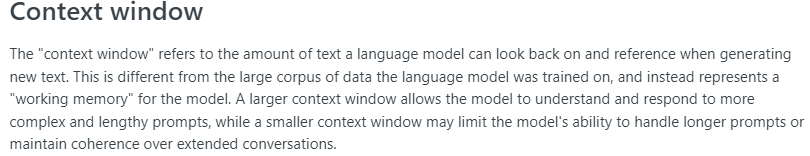 Context window
The "context window" refers to the amount of text a language model can look back on and reference when generating
new text. This is different from the large corpus of data the language model was trained on, and instead represents a
"working memory" for the model. A larger context window allows the model to understand and respond to more
complex and lengthy prompts, while a smaller context window may limit the model's ability to handle longer prompts or
maintain coherence over extended conversations.